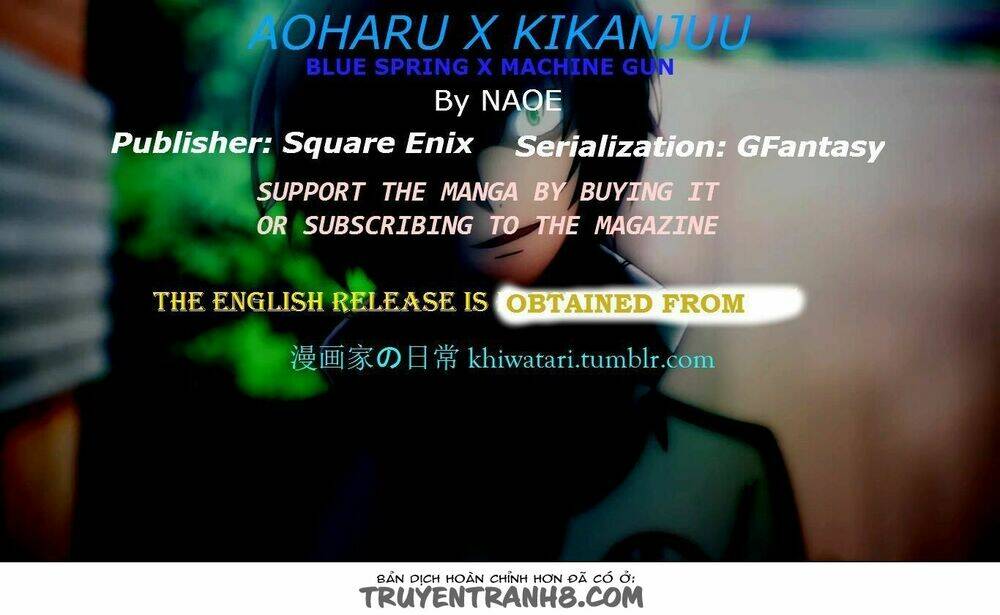 AOHARU X KIKANJUU
BLUE SPRING X MACHINE GUN
By NAOE
Publisher: Square Enix Serialization: GFantasy
SUPPORT THE MANGA BY BUYING IT
OR SUBSCRIBING TO THE MAGAZINE
THE ENGLISH RELEASE IS OBTAINED FROM
漫画家の日常 khiwatari.tumblr.com
BẢN DỊCH HOÀN CHỈNH HƠN ĐÃ CÓ Ở:
TRUYENTRANH8.COM